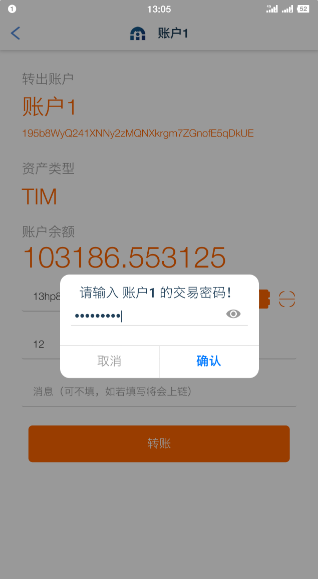 13:05
52
账户1
转出账户
账户1
195b8WyQ241XNNy2zMQNXkrgm7ZGnofE5qDkUE
资产类型
TIM
账户余额
103186.553125
请输入 账户1 的交易密码！
13hp8
•••••••••
12
取消
确认
消息（可不填，如若填写将会上链）
转账